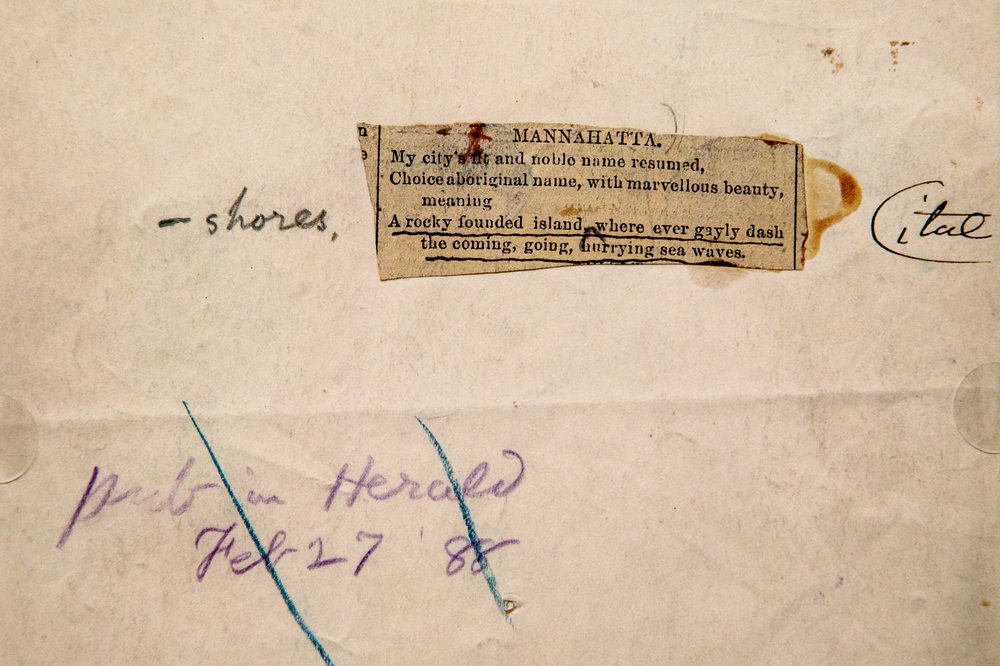 n
MANNAHATTA.
My city's fit and noble name resumed,
Choice aboriginal name, with marvellous beauty,
meaning
A rocky founded island, where ever gayly dash
the coming, going, hurrying sea waves.
– shores,
(Ital
pub in Herald
Feb 27 '88